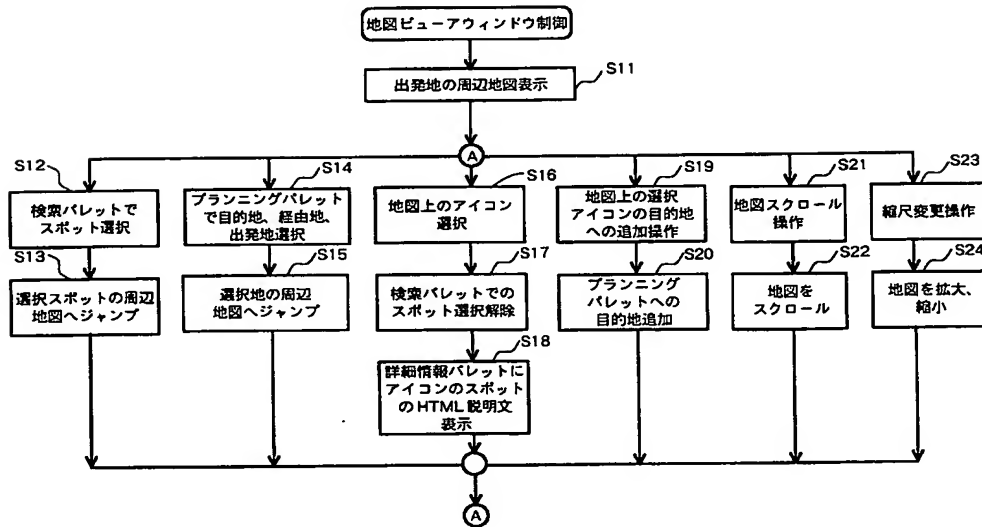 地図ビューアウィンドウ制御
S11
出発地の周辺地図表示
A
S12
検索パレットで
スポット選択
S13
選択スポットの周辺
地図へジャンプ
S14
プランニングパレット
で目的地、経由地、
出発地選択
S15
選択地の周辺
地図へジャンプ
S16
地図上のアイコン
選択
S17
検索パレットでの
スポット選択解除
S18
詳細情報パレットに
アイコンのスポット
のHTML説明文
表示
S19
地図上の選択
アイコンの目的地
への追加操作
S20
プランニング
パレットへの
目的地追加
S21
地図スクロール
操作
S22
地図を
スクロール
S23
縮尺変更操作
S24
地図を拡大、
縮小
A